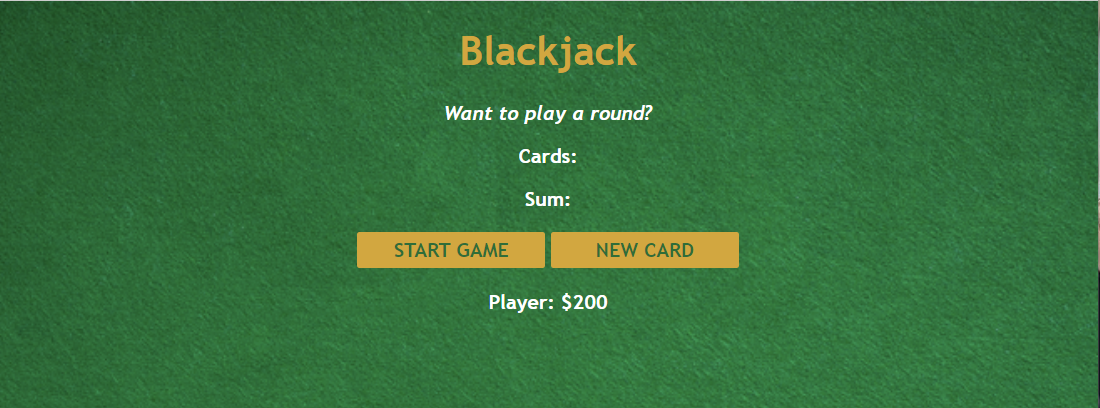 Blackjack
Want to play a round?
Cards:
Sum:
START GAME NEW CARD
Player: $200